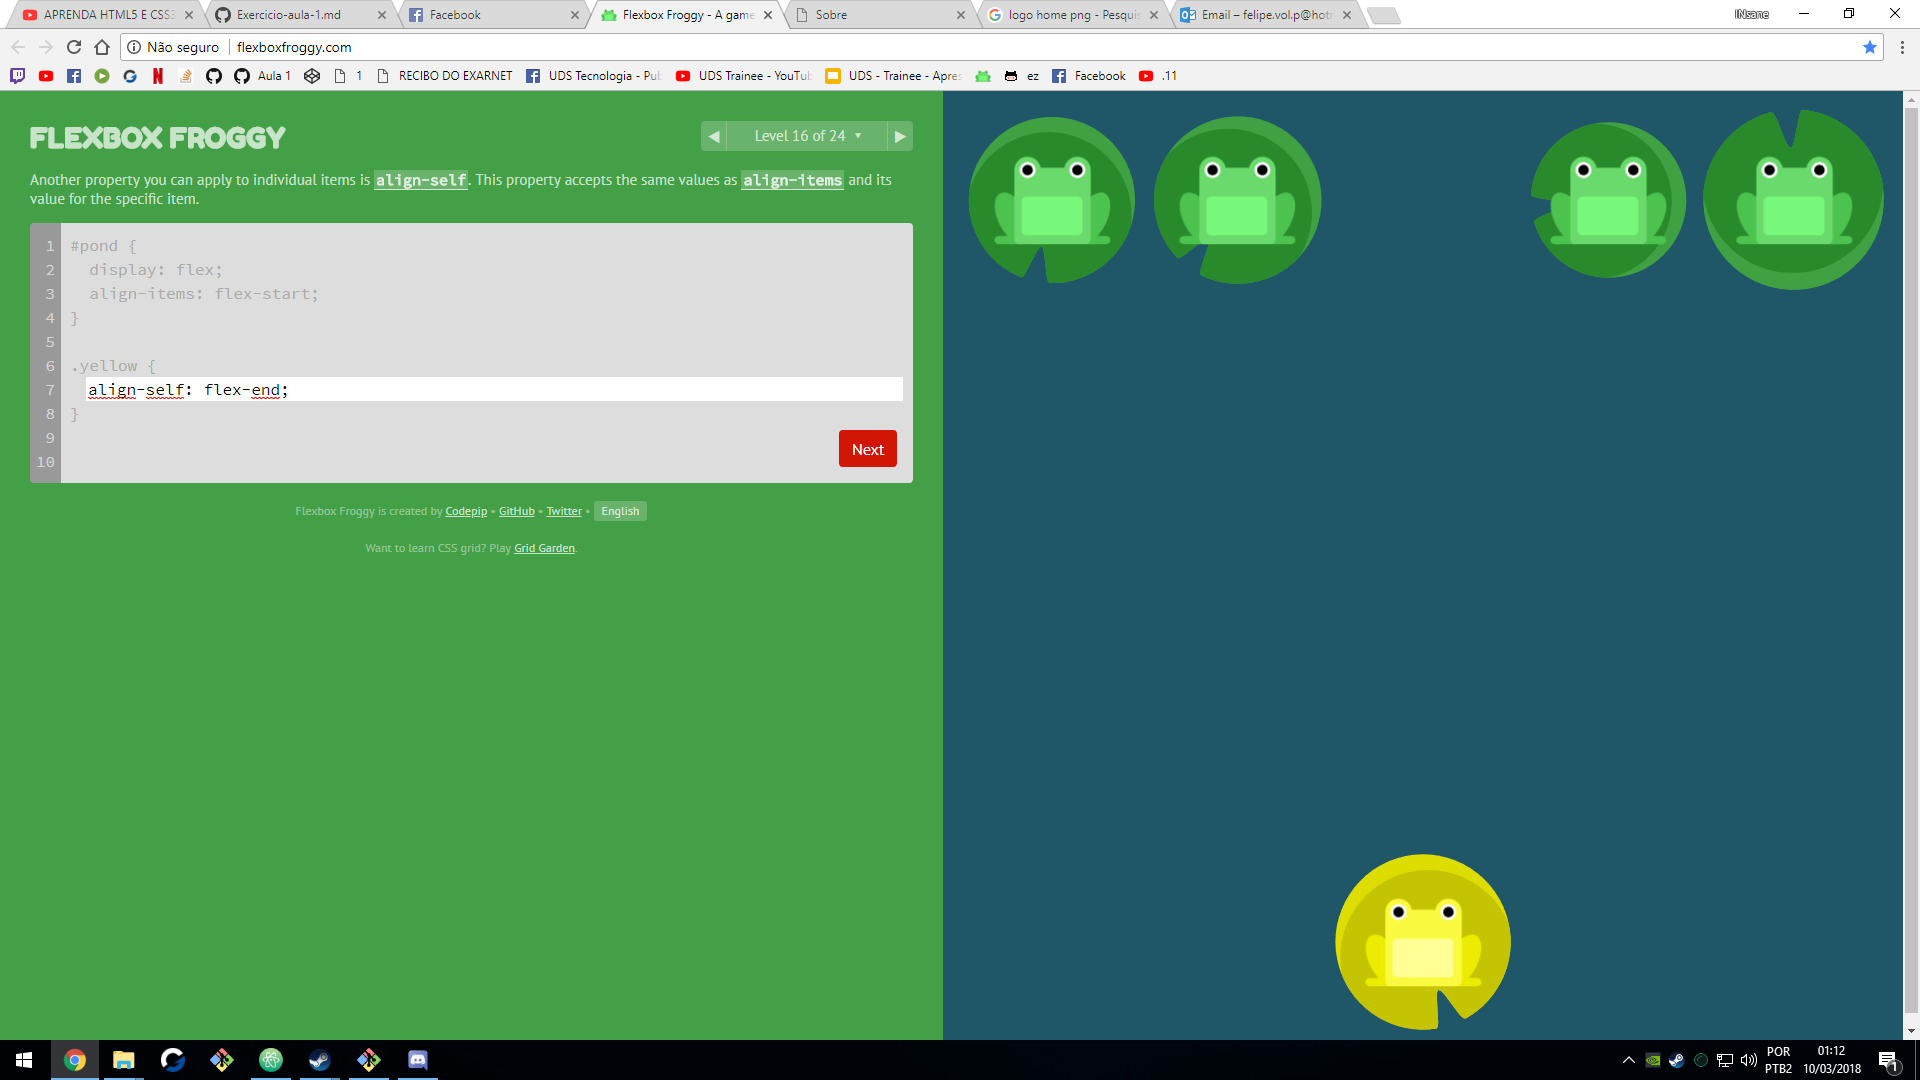 APRENDA HTML5 E CSS3
Exercicio-aula-1.md
Facebook
Flexbox Froggy - A game
Sobre
logo home png - Pesquis
Email – felipe.vol.p@hotm
INsane
Não seguro
flexboxfroggy.com
Aula 1
1
RECIBO DO EXARNET
UDS Tecnologia - Pub
UDS Trainee - YouTub
UDS - Trainee - Apres
ez
Facebook
.11
FLEXBOX FROGGY
Level 16 of 24
Another property you can apply to individual items is align-self. This property accepts the same values as align-items and its
value for the specific item.
1 #pond {
2 display: flex;
3 align-items: flex-start;
4 }
5
6 .yellow {
7 align-self: flex-end;
8 }
9
10
Next
Flexbox Froggy is created by Codepip • GitHub • Twitter • English
Want to learn CSS grid? Play Grid Garden.
POR
PTB2
01:12
10/03/2018
1